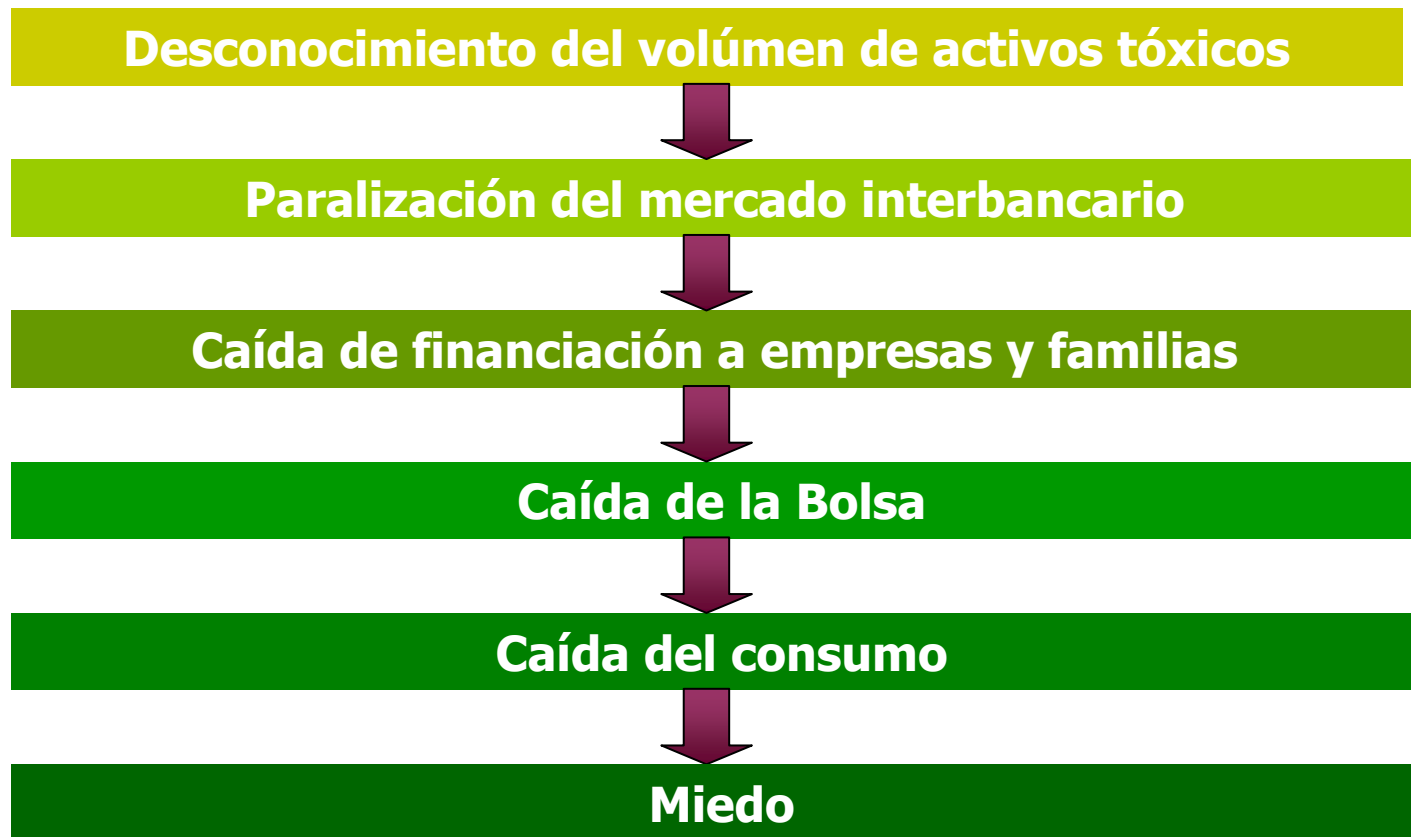 Desconocimiento del volúmen de activos tóxicos
Paralización del mercado interbancario
Caída de financiación a empresas y familias
Caída de la Bolsa
Caída del consumo
Miedo